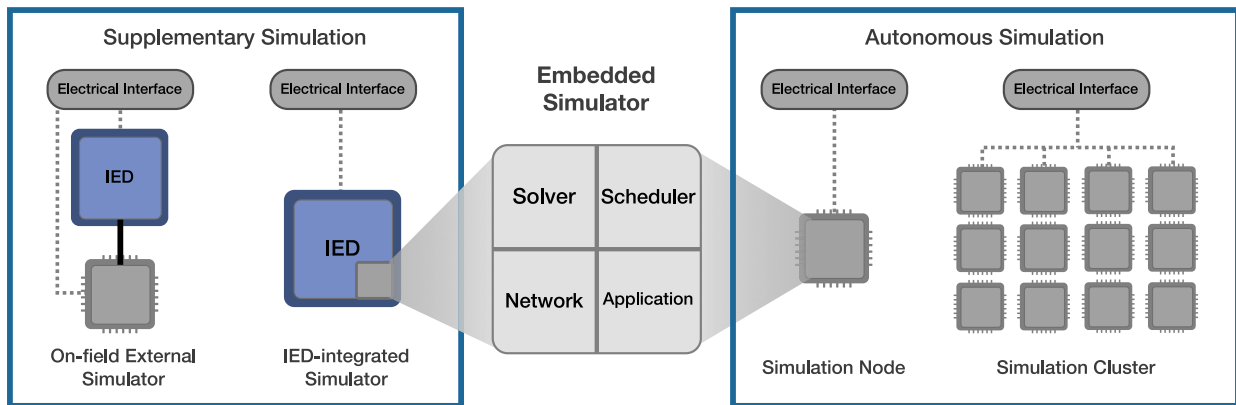 Supplementary Simulation
Electrical Interface
Electrical Interface
IED
IED
On-field External
Simulator
IED-integrated
Simulator
Embedded
Simulator
Solver
Scheduler
Network
Application
Autonomous Simulation
Electrical Interface
Electrical Interface
Simulation Node
Simulation Cluster